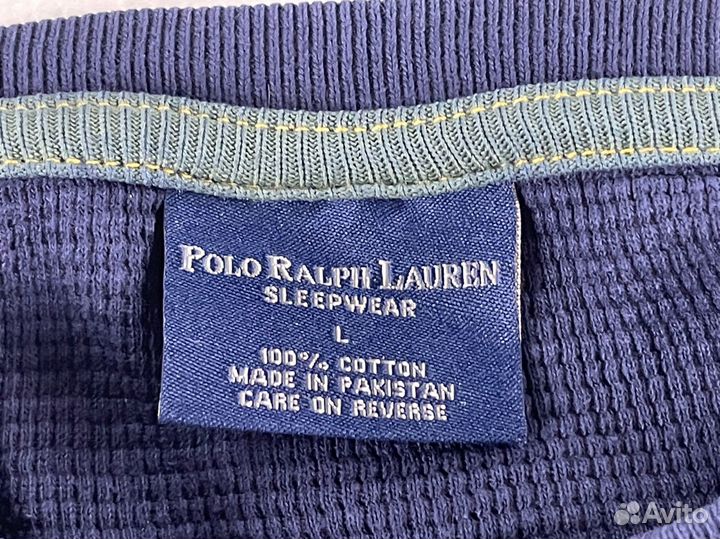 POLO RALPH LAUREN
SLEEPWEAR
L
100% COTTON
MADE IN PAKISTAN
CARE ON REVERSE
Avito